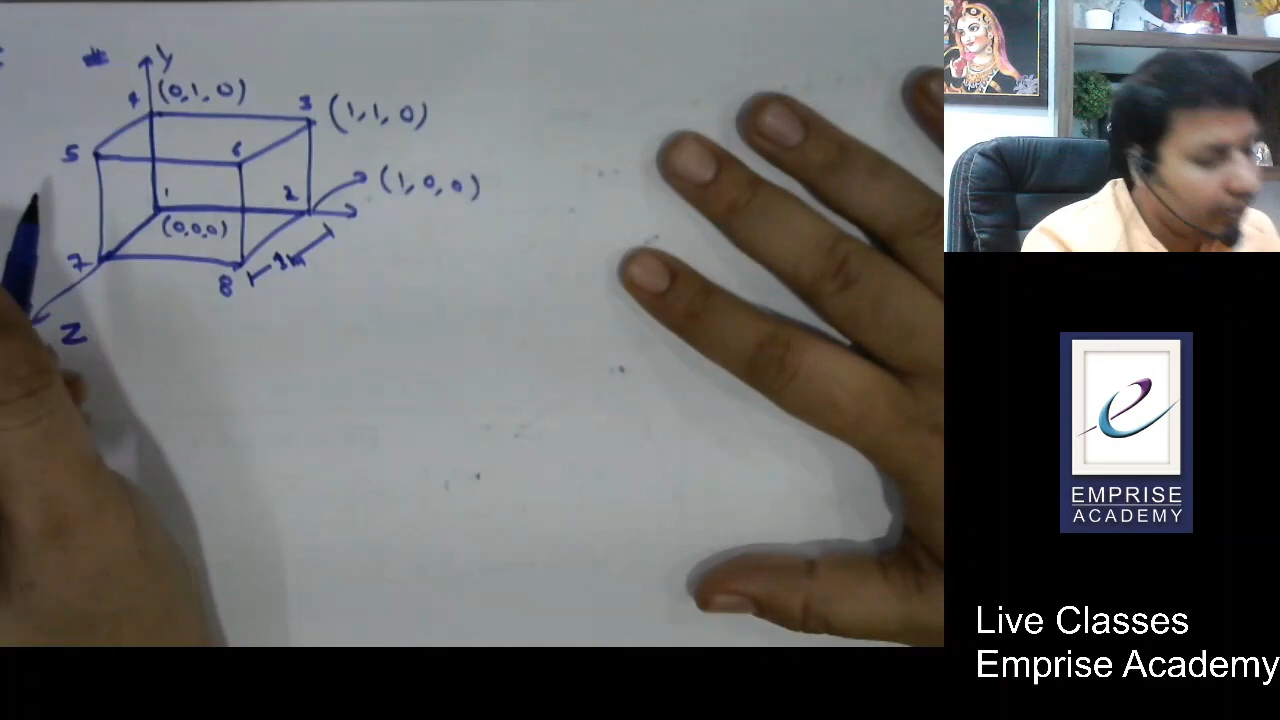 Y
4 (0,1,0)
3 (1,1,0)
5
6
1
2
(1,0,0)
(0,0,0)
7
8
Z
EMPRISE
ACADEMY
Live Classes
Emprise Academy